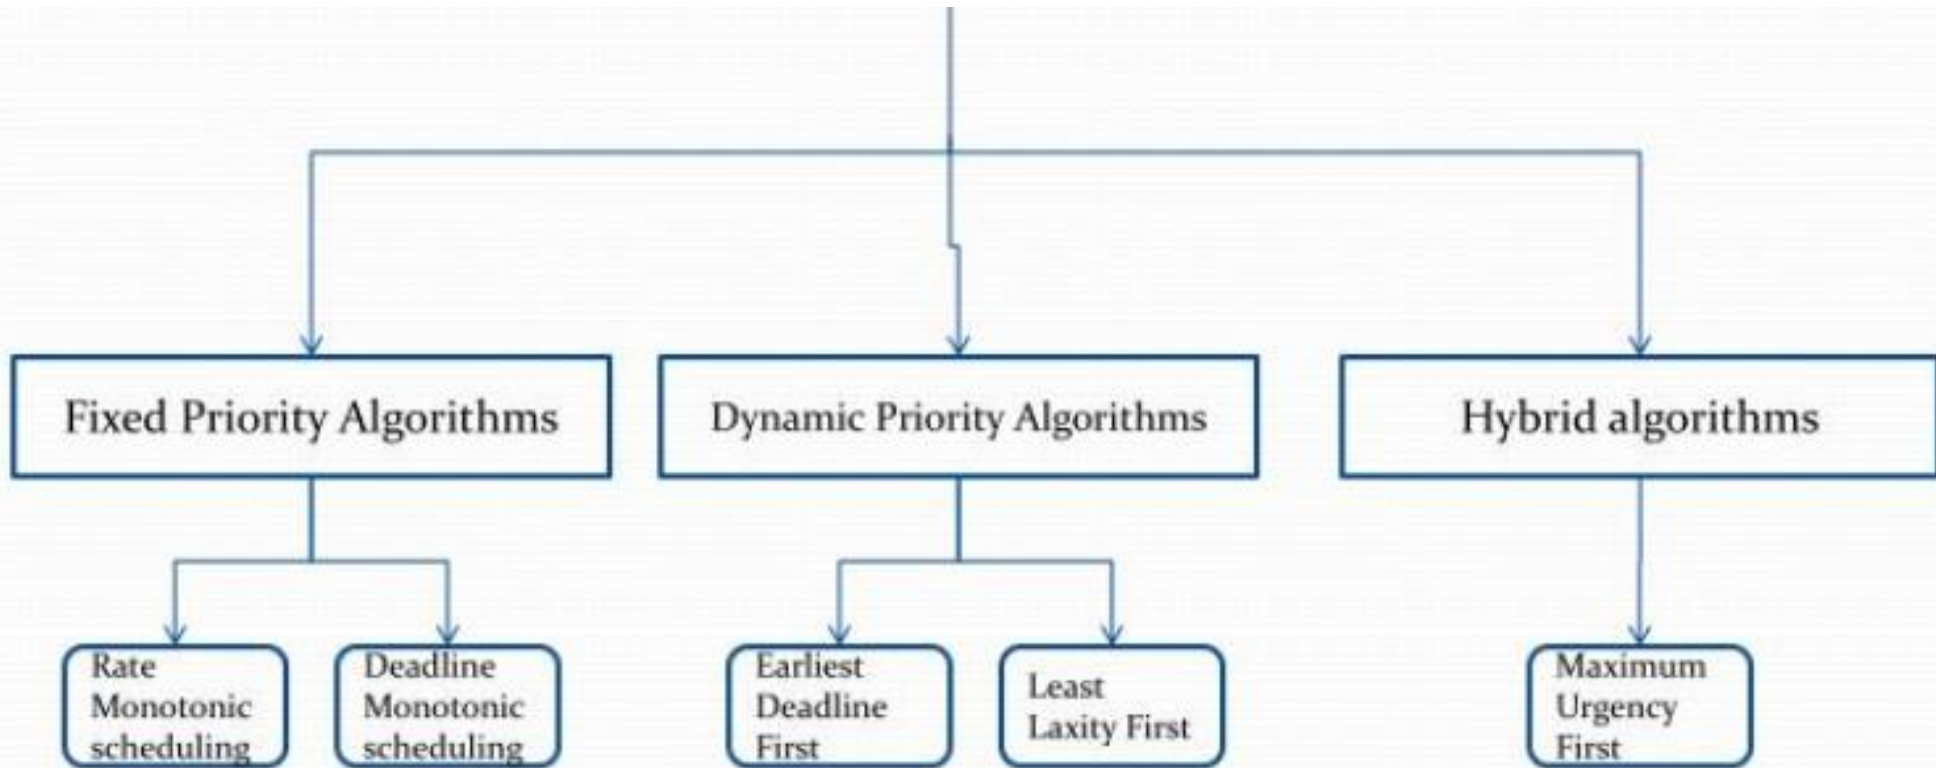 Fixed Priority Algorithms
Dynamic Priority Algorithms
Hybrid algorithms
Rate
Monotonic
scheduling
Deadline
Monotonic
scheduling
Earliest
Deadline
First
Least
Laxity First
Maximum
Urgency
First